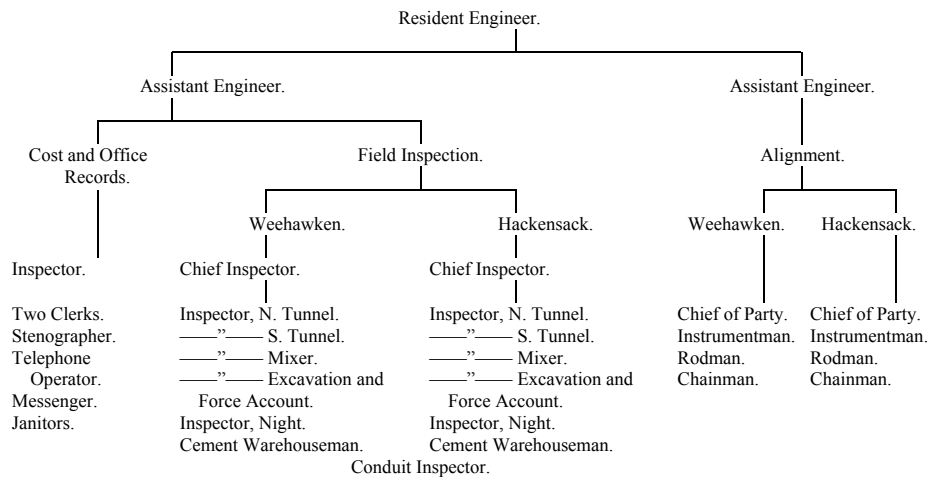 Resident Engineer.
Assistant Engineer.
Assistant Engineer.
Cost and Office
Records.
Field Inspection.
Alignment.
Weehawken.
Hackensack.
Weehawken.
Hackensack.
Inspector.
Two Clerks.
Stenographer.
Telephone
Operator.
Messenger.
Janitors.
Chief Inspector.
Inspector, N. Tunnel.
——”—— S. Tunnel.
——”—— Mixer.
——”—— Excavation and
Force Account.
Inspector, Night.
Cement Warehouseman.
Chief Inspector.
Inspector, N. Tunnel.
——”—— S. Tunnel.
——”—— Mixer.
——”—— Excavation and
Force Account.
Inspector, Night.
Cement Warehouseman.
Conduit Inspector.
Chief of Party.
Instrumentman.
Rodman.
Chainman.
Chief of Party.
Instrumentman.
Rodman.
Chainman.